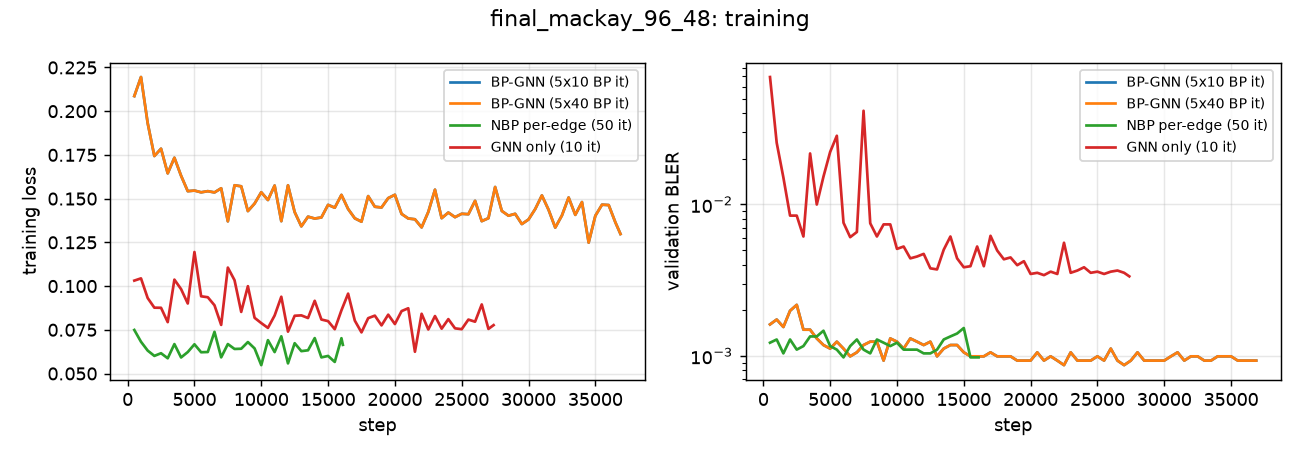 final_mackay_96_48: training
0.225
0.200
0.175
0.150
0.125
0.100
0.075
0.050
training loss
0
5000
10000
15000
20000
25000
30000
35000
step
BP-GNN (5x10 BP it)
BP-GNN (5x40 BP it)
NBP per-edge (50 it)
GNN only (10 it)
10⁻²
10⁻³
validation BLER
0
5000
10000
15000
20000
25000
30000
35000
step
BP-GNN (5x10 BP it)
BP-GNN (5x40 BP it)
NBP per-edge (50 it)
GNN only (10 it)